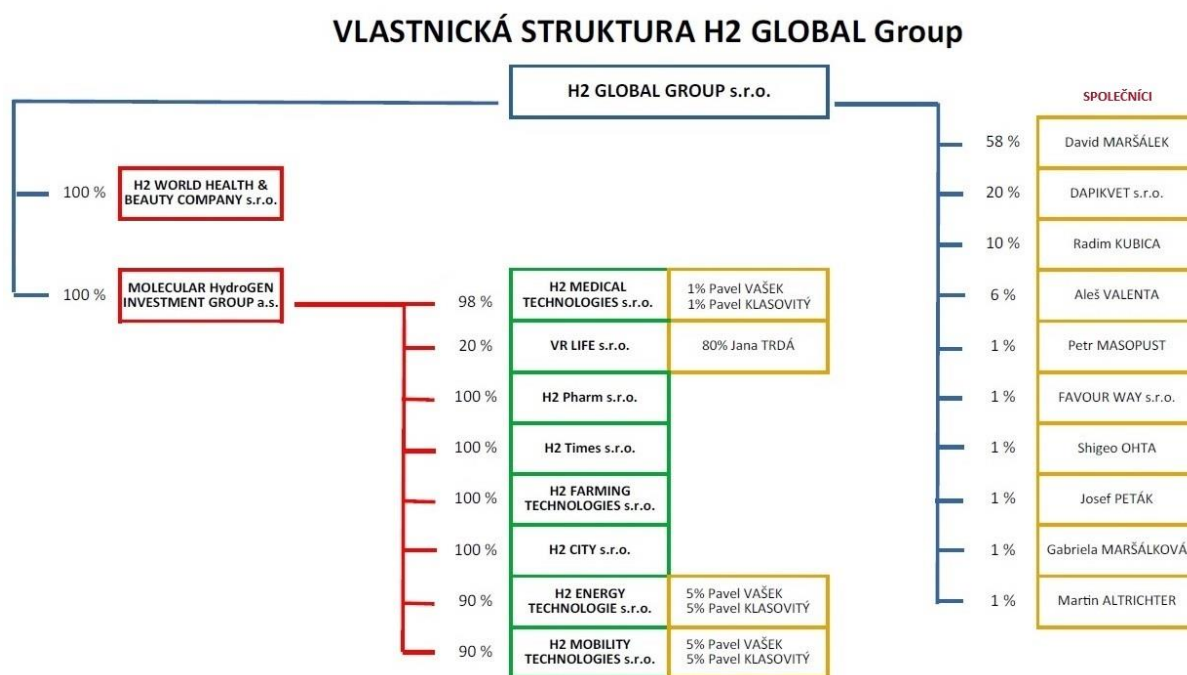 VLASTNICKÁ STRUKTURA H2 GLOBAL Group
H2 GLOBAL GROUP s.r.o.
SPOLEČNÍCI
58 % David MARŠÁLEK
20 % DAPIKVET s.r.o.
10 % Radim KUBICA
6 % Aleš VALENTA
1 % Petr MASOPUST
1 % FAVOUR WAY s.r.o.
1 % Shigeo OHTA
1 % Josef PETÁK
1 % Gabriela MARŠÁLKOVÁ
1 % Martin ALTRICHTER
100 % H2 WORLD HEALTH &
BEAUTY COMPANY s.r.o.
100 % MOLECULAR HydroGEN
INVESTMENT GROUP a.s.
98 % H2 MEDICAL
TECHNOLOGIES s.r.o.
1% Pavel VAŠEK
1% Pavel KLASOVITÝ
20 % VR LIFE s.r.o.
80% Jana TRDÁ
100 % H2 Pharm s.r.o.
100 % H2 Times s.r.o.
100 % H2 FARMING
TECHNOLOGIES s.r.o.
100 % H2 CITY s.r.o.
90 % H2 ENERGY
TECHNOLOGIE s.r.o.
5% Pavel VAŠEK
5% Pavel KLASOVITÝ
90 % H2 MOBILITY
TECHNOLOGIES s.r.o.
5% Pavel VAŠEK
5% Pavel KLASOVITÝ